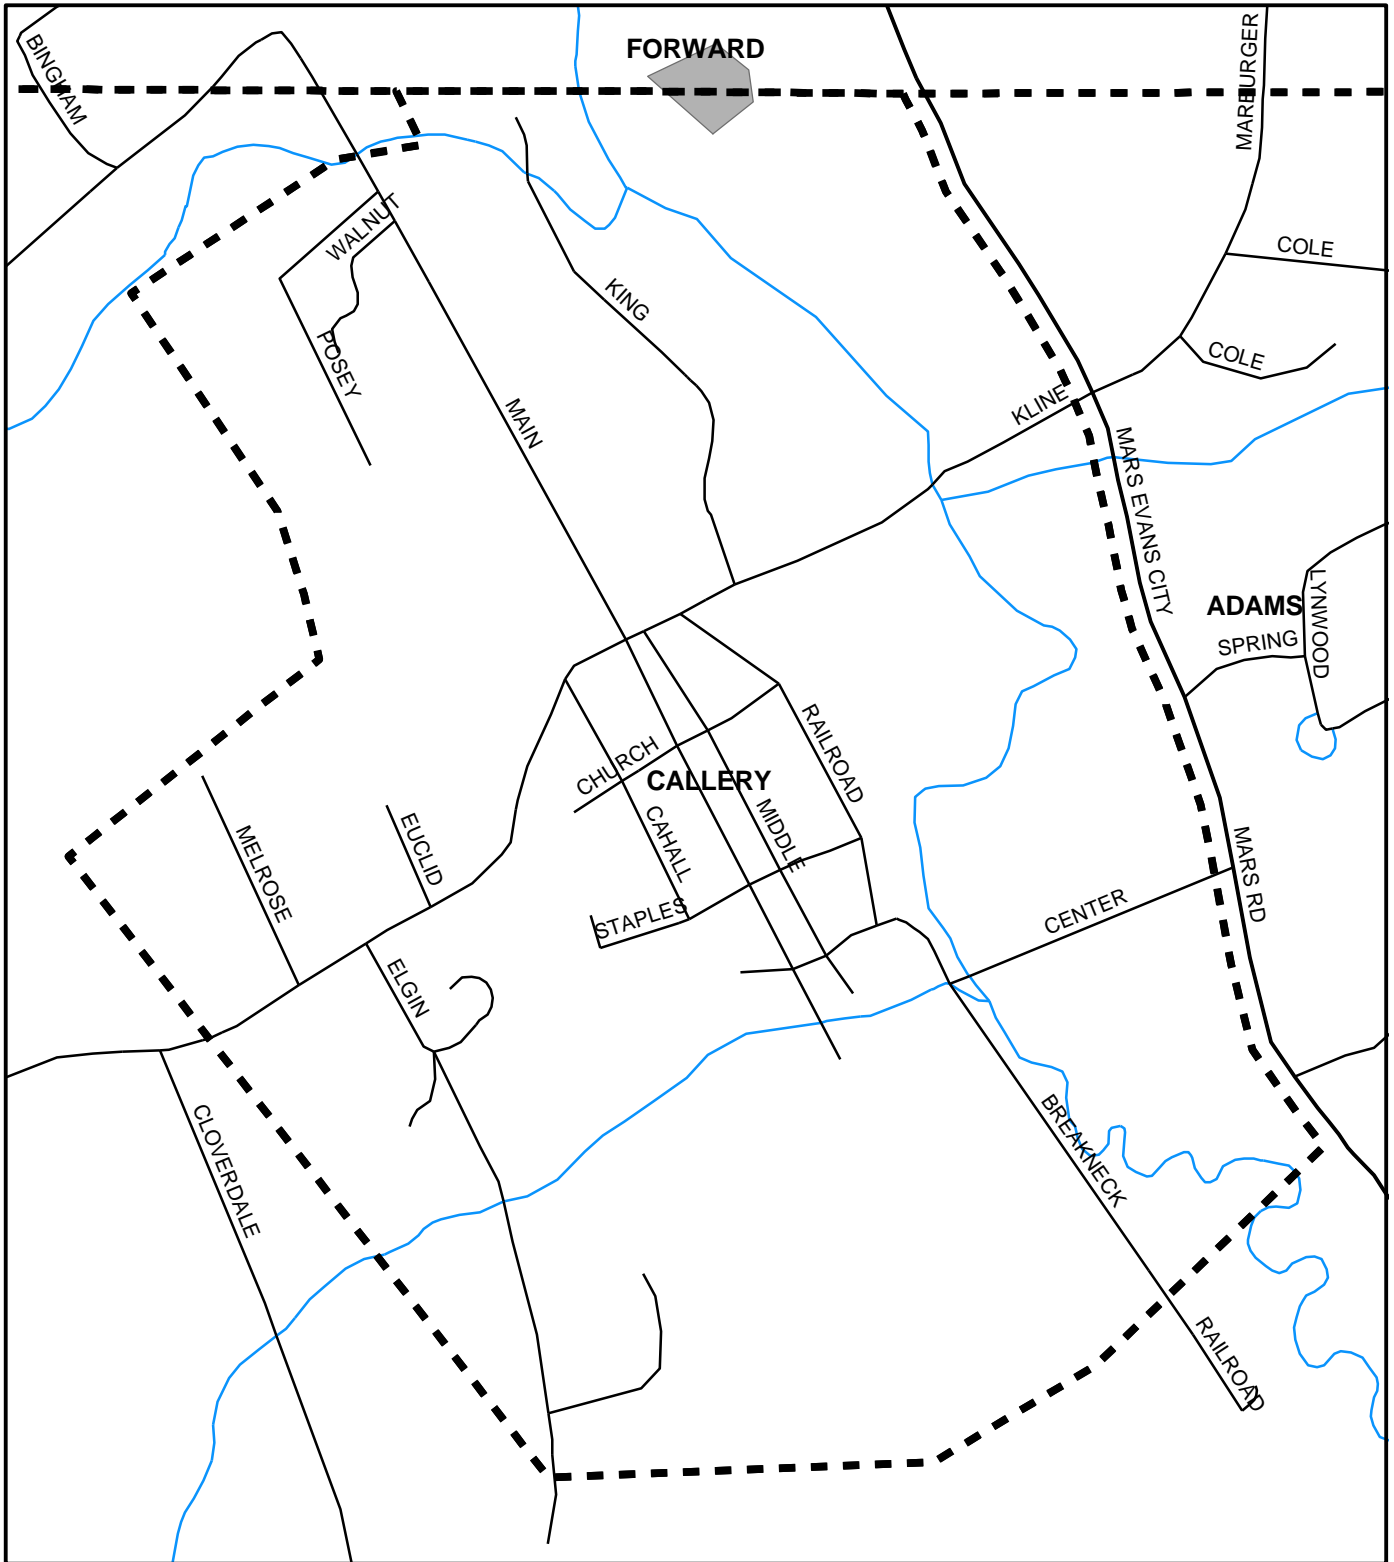 FORWARD
BINGHAM
MARBURGER
WALNUT
COLE
KING
POSEY
COLE
KLINE
MAIN
MARS EVANS CITY
ADAMS
LYNWOOD
SPRING
RAILROAD
CHURCH
CALLERY
MIDDLE
CAHALL
EUCLID
MELROSE
MARS RD
STAPLES
CENTER
ELGIN
BREAKNECK
CLOVERDALE
RAILROAD